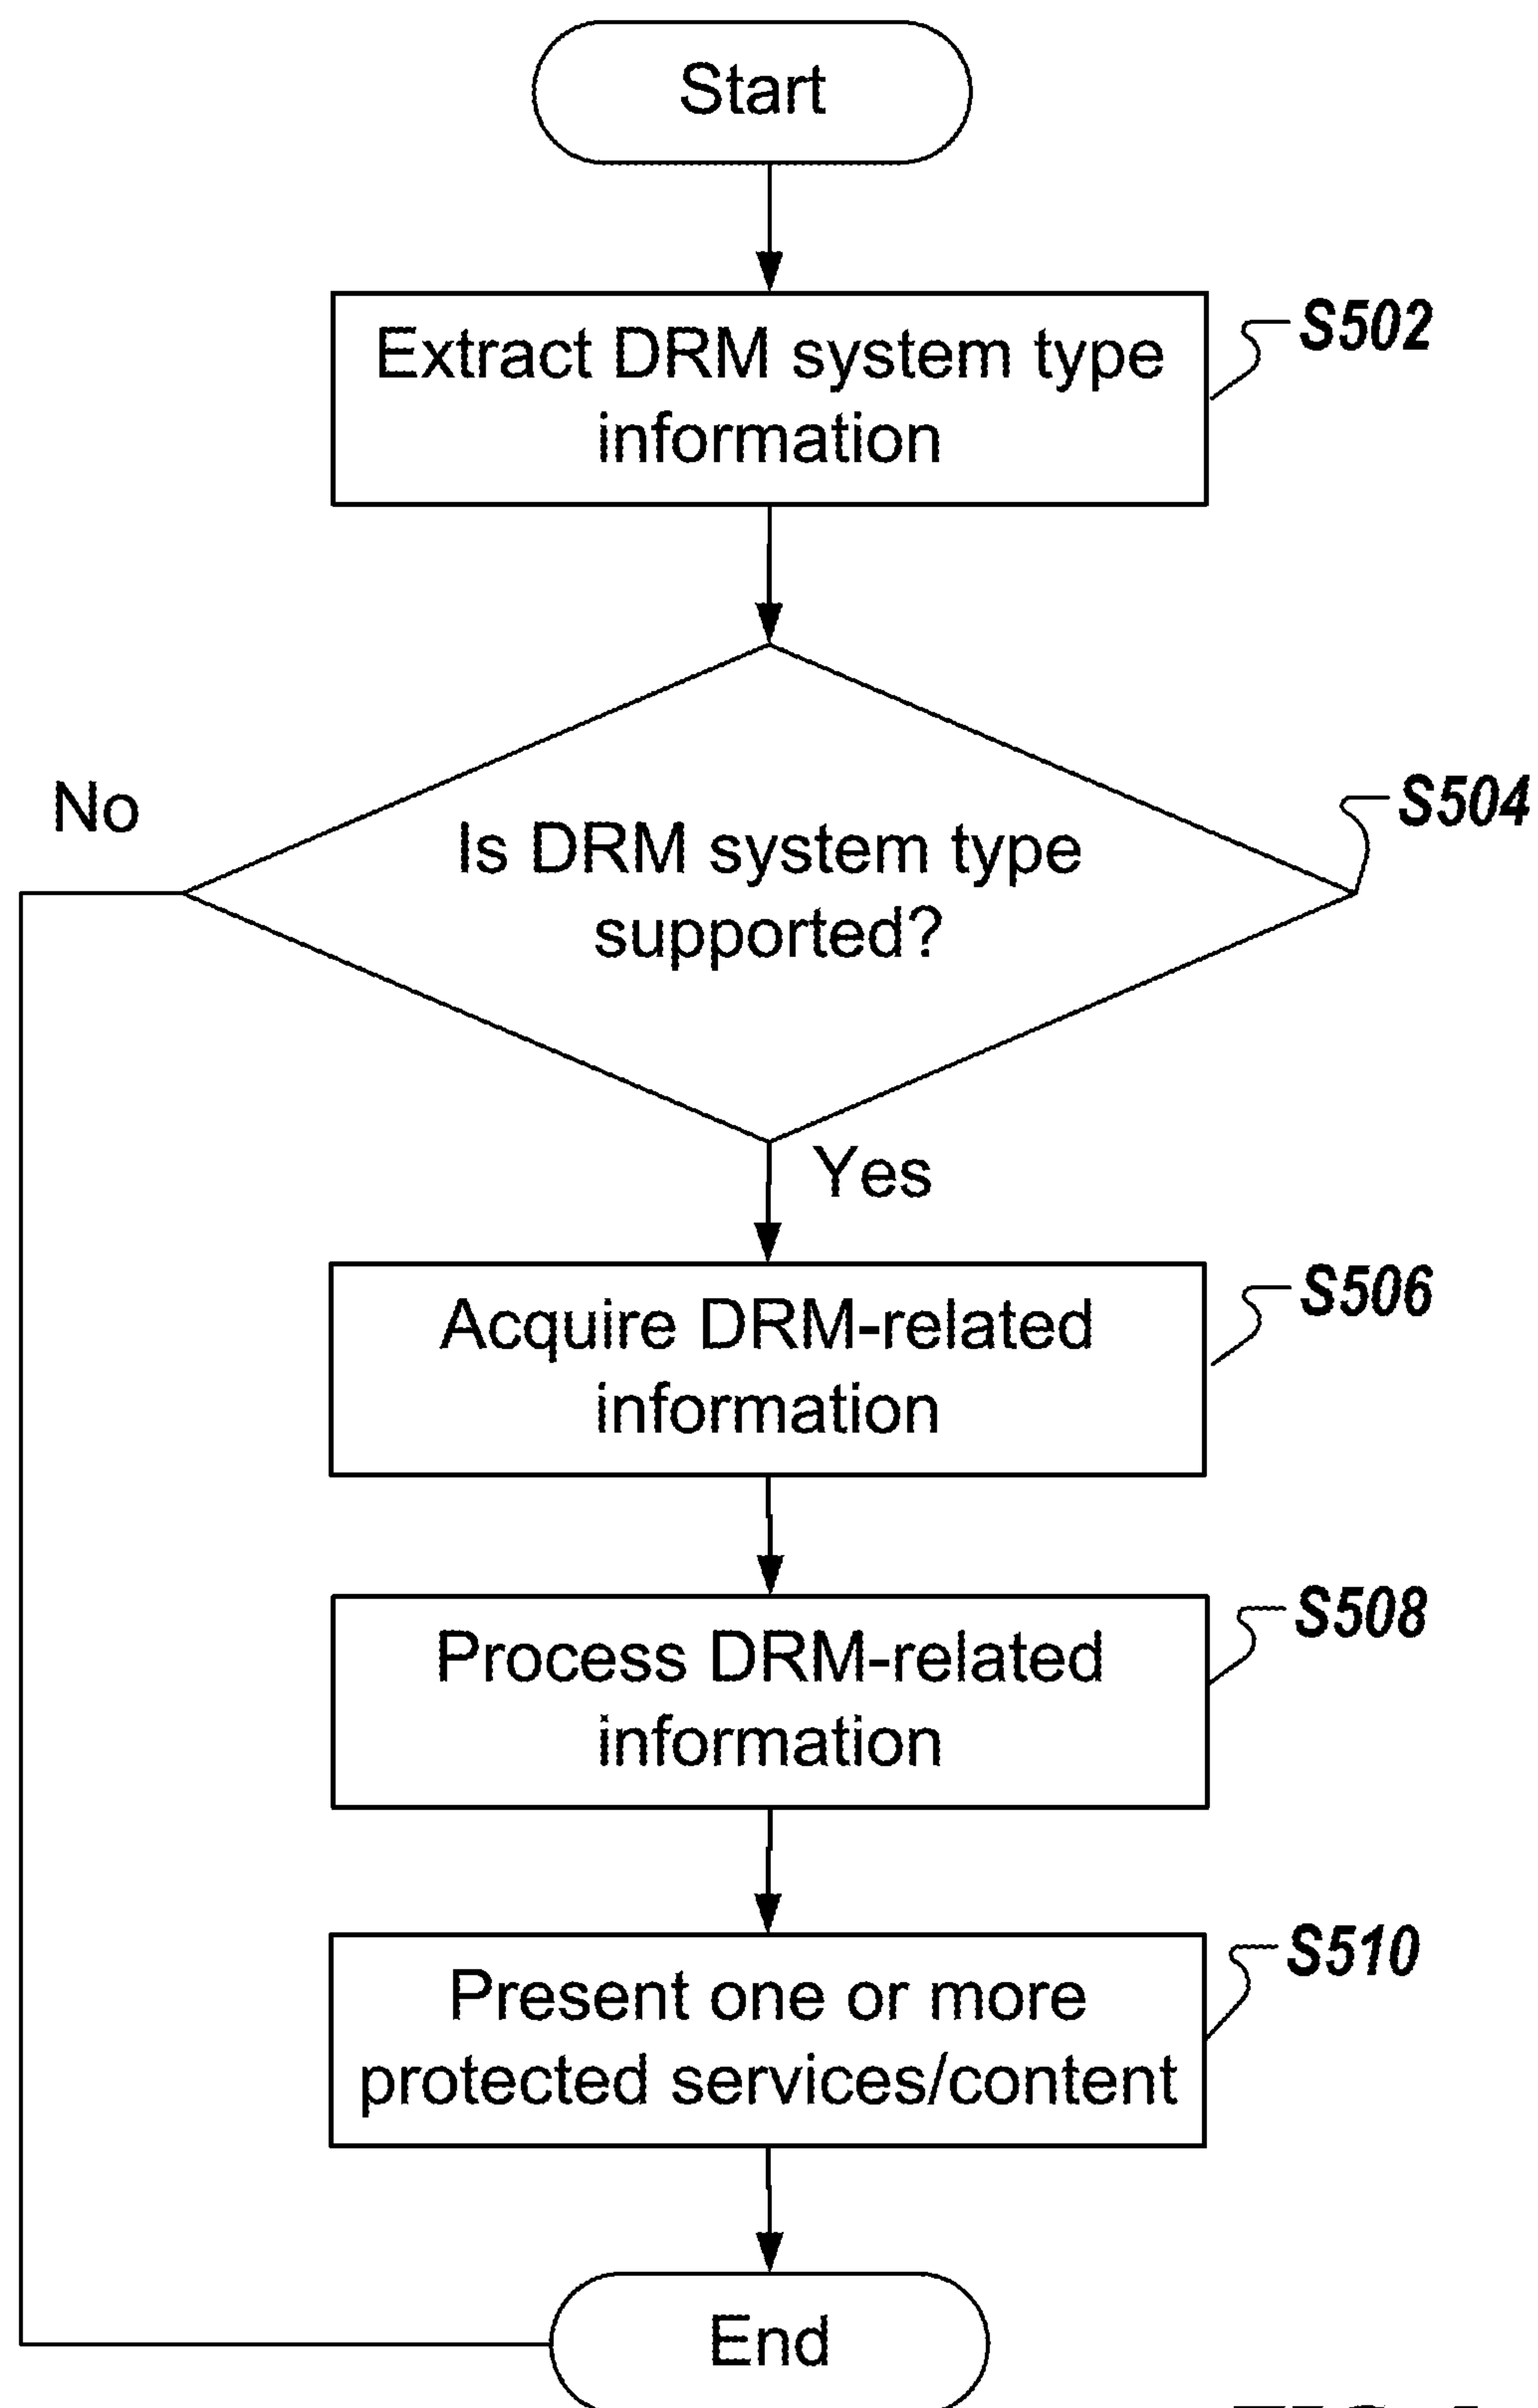 Start
Extract DRM system type
information
S502
Is DRM system type
supported?
S504
No
Yes
Acquire DRM-related
information
S506
Process DRM-related
information
S508
Present one or more
protected services/content
S510
End